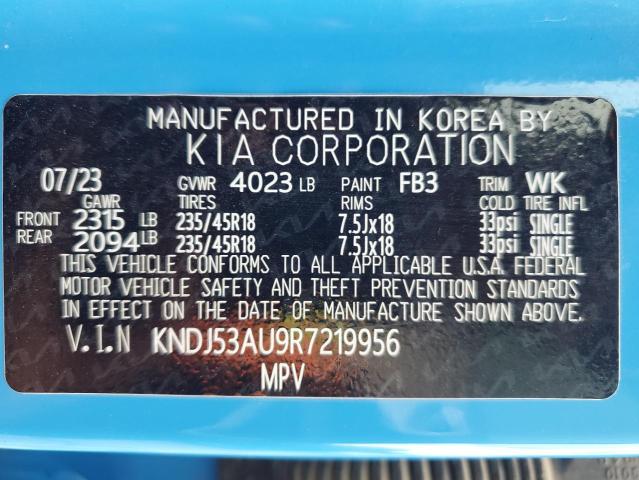 MANUFACTURED IN KOREA BY
KIA CORPORATION
07/23 GVWR 4023 LB PAINT FB3 TRIM WK
GAWR TIRES RIMS COLD TIRE INFL
FRONT 2315 LB 235/45R18 7.5Jx18 33psi SINGLE
REAR 2094 LB 235/45R18 7.5Jx18 33psi SINGLE
THIS VEHICLE CONFORMS TO ALL APPLICABLE U.S.A. FEDERAL
MOTOR VEHICLE SAFETY AND THEFT PREVENTION STANDARDS
IN EFFECT ON THE DATE OF MANUFACTURE SHOWN ABOVE.
V.I.N KNDJ53AU9R7219956
MPV